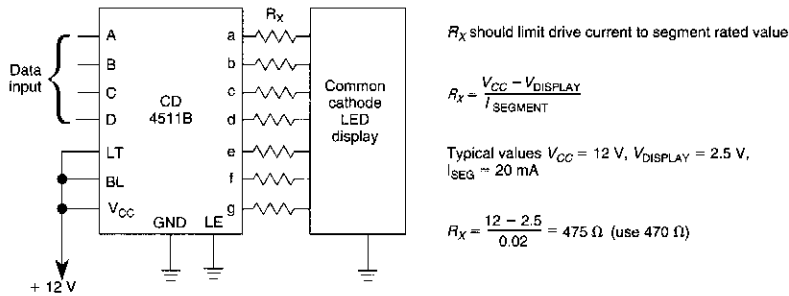 Data
input
A
B
C
D
LT
BL
V_CC
+ 12 V
CD
4511B
GND LE
a
b
c
d
e
f
g
R_X
Common
cathode
LED
display
R_X should limit drive current to segment rated value
R_X = (V_CC − V_DISPLAY) / I_SEGMENT
Typical values V_CC = 12 V, V_DISPLAY = 2.5 V,
I_SEG = 20 mA
R_X = (12 − 2.5) / 0.02 = 475 Ω (use 470 Ω)